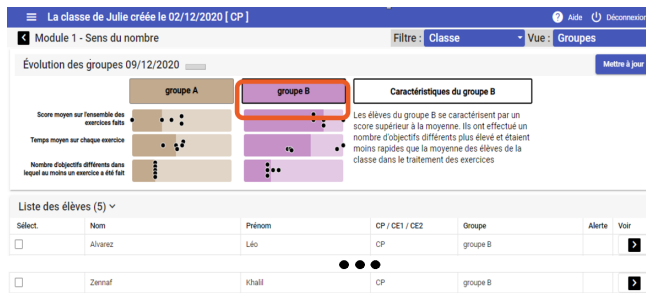 La classe de Julie créée le 02/12/2020 [ CP ] ? Aide Déconnexion
Module 1 - Sens du nombre Filtre : Classe Vue : Groupes
Évolution des groupes 09/12/2020 Mettre à jour
groupe A groupe B Caractéristiques du groupe B
Score moyen sur l'ensemble des
exercices faits
Temps moyen sur chaque exercice
Nombre d'objectifs différents dans
lequel au moins un exercice a été fait
Les élèves du groupe B se caractérisent par un
score supérieur à la moyenne. Ils ont effectué un
nombre d'objectifs différents plus élevé et étaient
moins rapides que la moyenne des élèves de la
classe dans le traitement des exercices
Liste des élèves (5)
Sélect. Nom Prénom CP / CE1 / CE2 Groupe Alerte Voir
Alvarez Léo CP groupe B
Zennaf Khalil CP groupe B